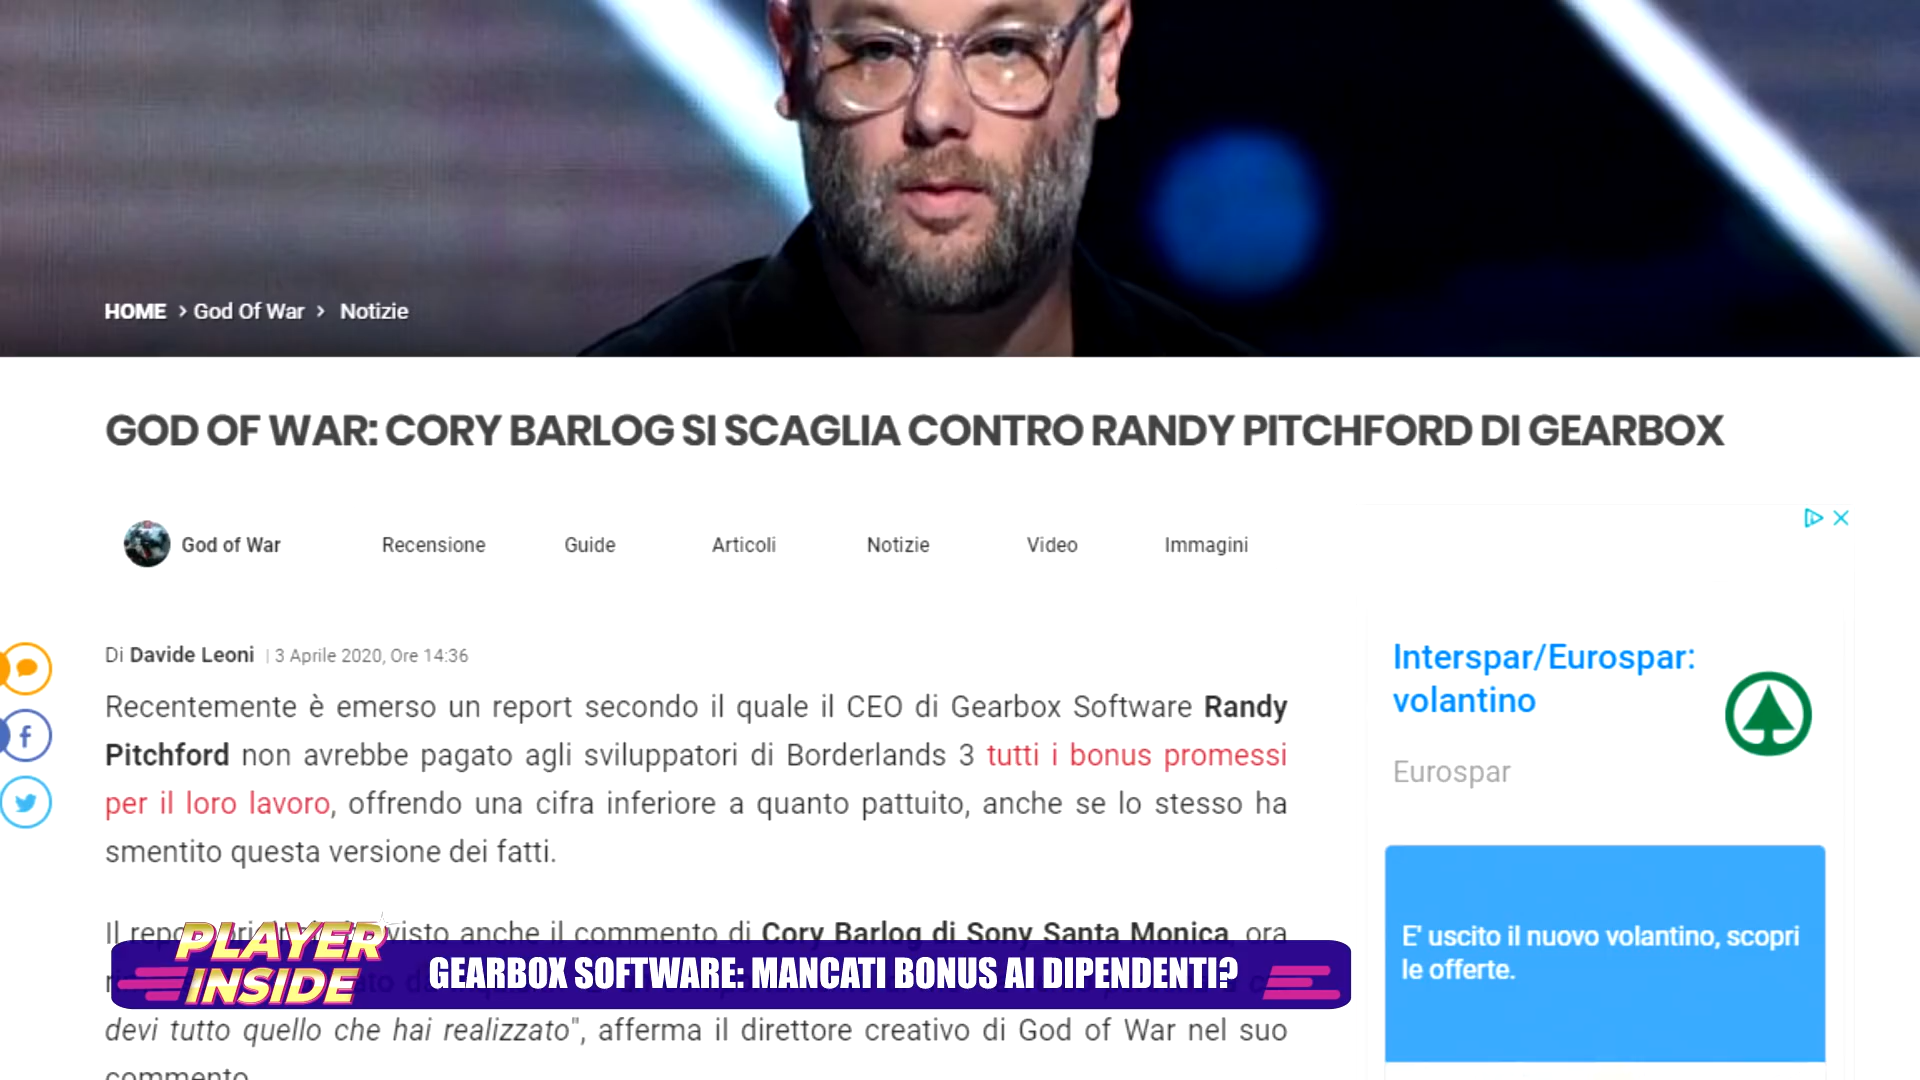 HOME > God Of War > Notizie
GOD OF WAR: CORY BARLOG SI SCAGLIA CONTRO RANDY PITCHFORD DI GEARBOX
God of War Recensione Guide Articoli Notizie Video Immagini
Di Davide Leoni | 3 Aprile 2020, Ore 14:36
Recentemente è emerso un report secondo il quale il CEO di Gearbox Software Randy
Pitchford non avrebbe pagato agli sviluppatori di Borderlands 3 tutti i bonus promessi
per il loro lavoro, offrendo una cifra inferiore a quanto pattuito, anche se lo stesso ha
smentito questa versione dei fatti.
Il visto anche il commento di Cory Barlog di Sony Santa Monica, ora
devi tutto quello che hai realizzato", afferma il direttore creativo di God of War nel suo
commento.
Interspar/Eurospar:
volantino
Eurospar
E' uscito il nuovo volantino, scopri
le offerte.
PLAYER
INSIDE
GEARBOX SOFTWARE: MANCATI BONUS AI DIPENDENTI?